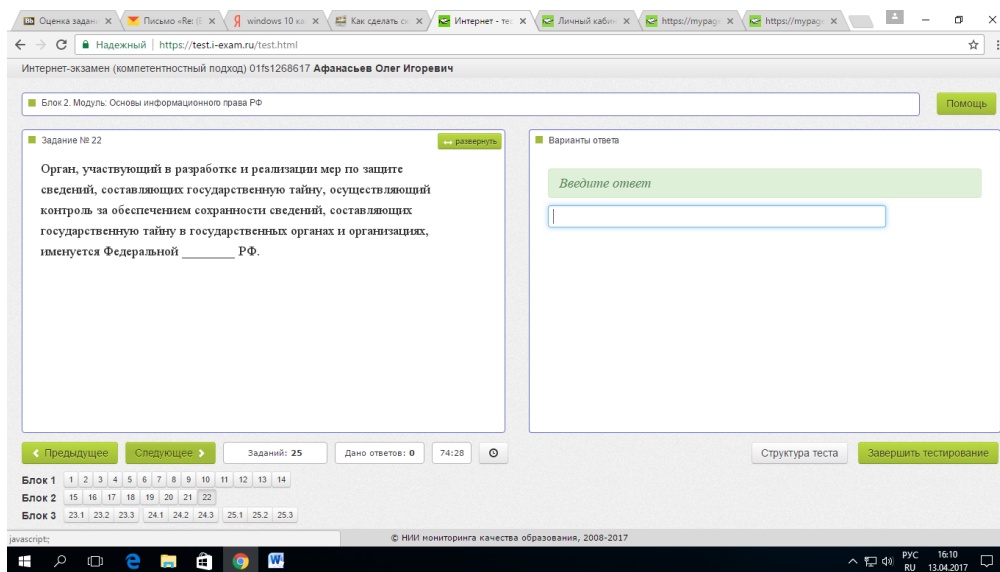 Оценка задан
Письмо «Re: (Б
windows 10 ка
Как сделать ск
Интернет - тес
Личный кабин
https://mypage
https://mypage
Надежный | https://test.i-exam.ru/test.html
Интернет-экзамен (компетентностный подход) 01fs1268617 Афанасьев Олег Игоревич
Блок 2. Модуль: Основы информационного права РФ
Помощь
Задание № 22
развернуть
Орган, участвующий в разработке и реализации мер по защите
сведений, составляющих государственную тайну, осуществляющий
контроль за обеспечением сохранности сведений, составляющих
государственную тайну в государственных органах и организациях,
именуется Федеральной ________ РФ.
Варианты ответа
Введите ответ
Предыдущее
Следующее
Заданий: 25
Дано ответов: 0
74:28
Структура теста
Завершить тестирование
Блок 1 1 2 3 4 5 6 7 8 9 10 11 12 13 14
Блок 2 15 16 17 18 19 20 21 22
Блок 3 23.1 23.2 23.3 24.1 24.2 24.3 25.1 25.2 25.3
javascript:;
© НИИ мониторинга качества образования, 2008-2017
РУС 16:10
RU 13.04.2017